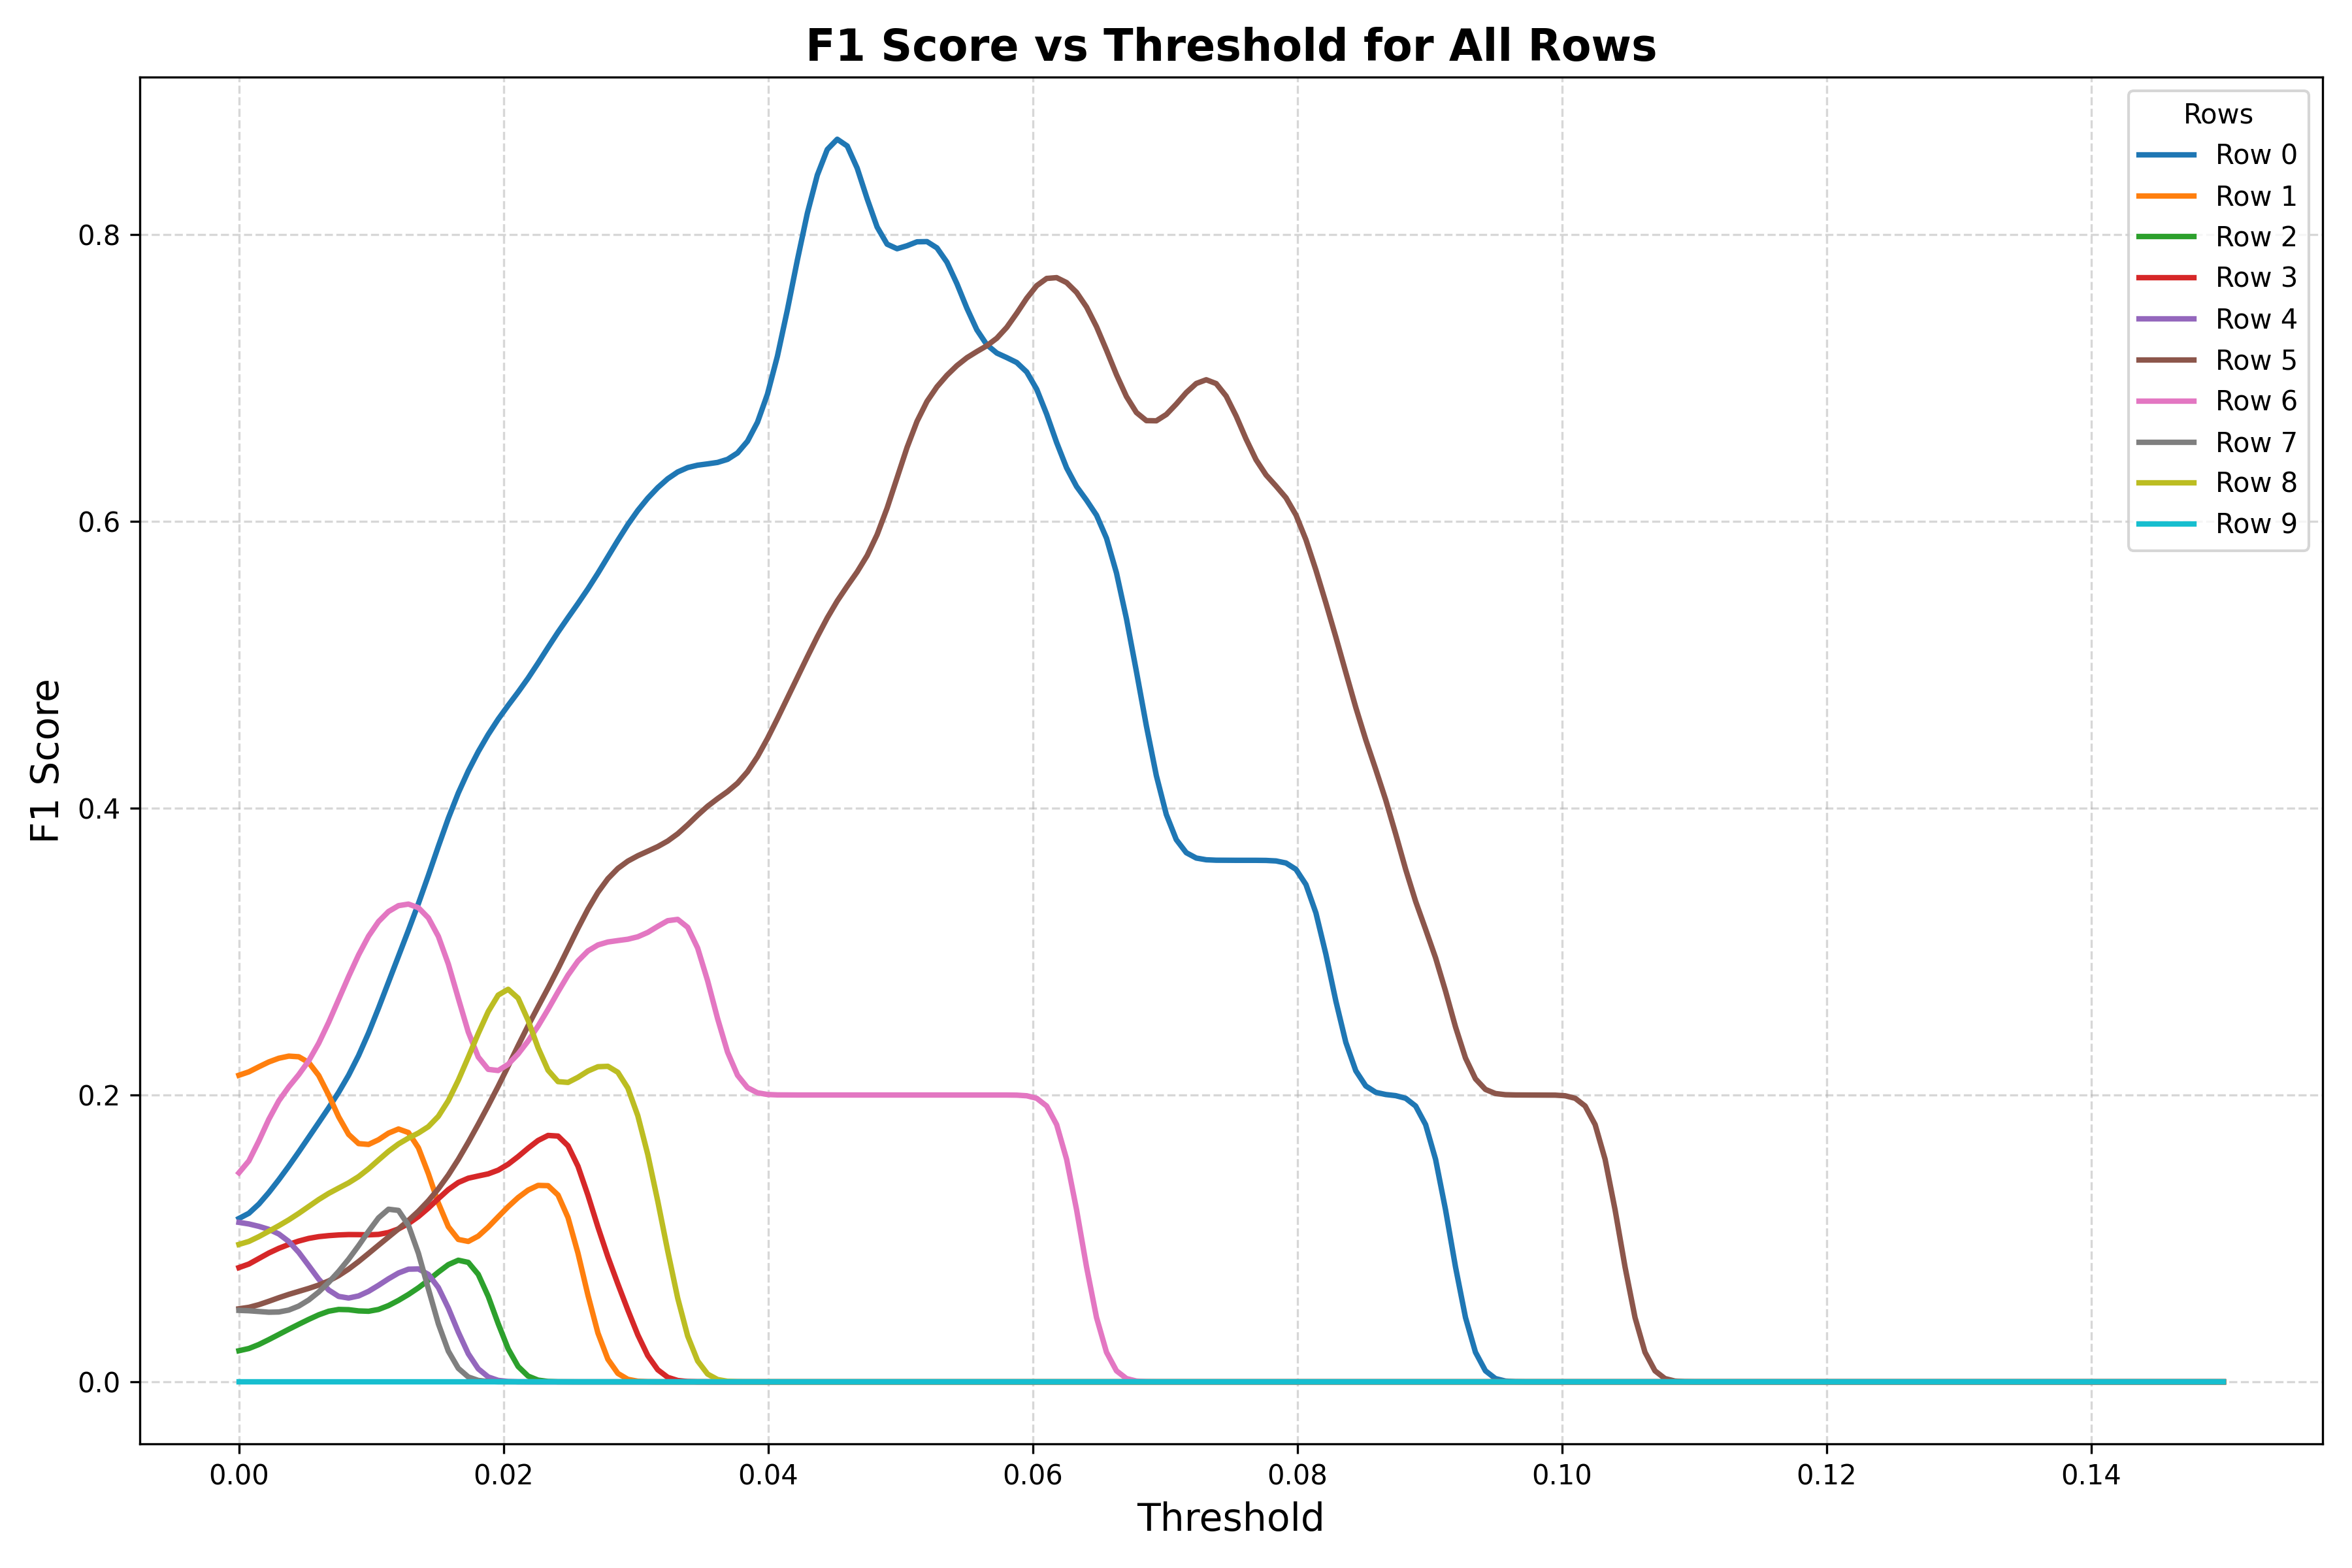 F1 Score vs Threshold for All Rows
Rows
Row 0
Row 1
Row 2
Row 3
Row 4
Row 5
Row 6
Row 7
Row 8
Row 9
F1 Score
0.8
0.6
0.4
0.2
0.0
0.00 0.02 0.04 0.06 0.08 0.10 0.12 0.14
Threshold